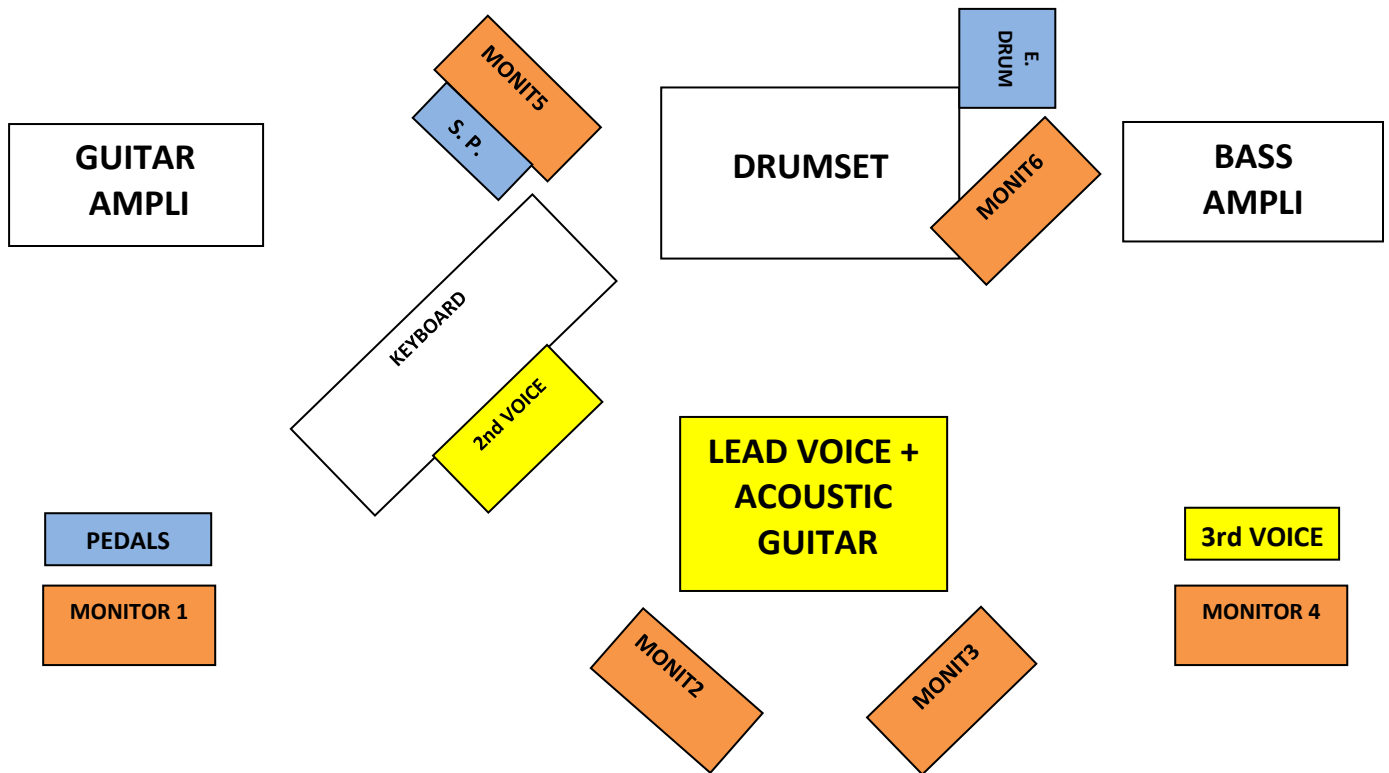 MONIT5
S. P.
E.
DRUM
GUITAR
AMPLI
DRUMSET
MONIT6
BASS
AMPLI
KEYBOARD
2nd VOICE
LEAD VOICE +
ACOUSTIC
GUITAR
PEDALS
3rd VOICE
MONITOR 1
MONITOR 4
MONIT2
MONIT3